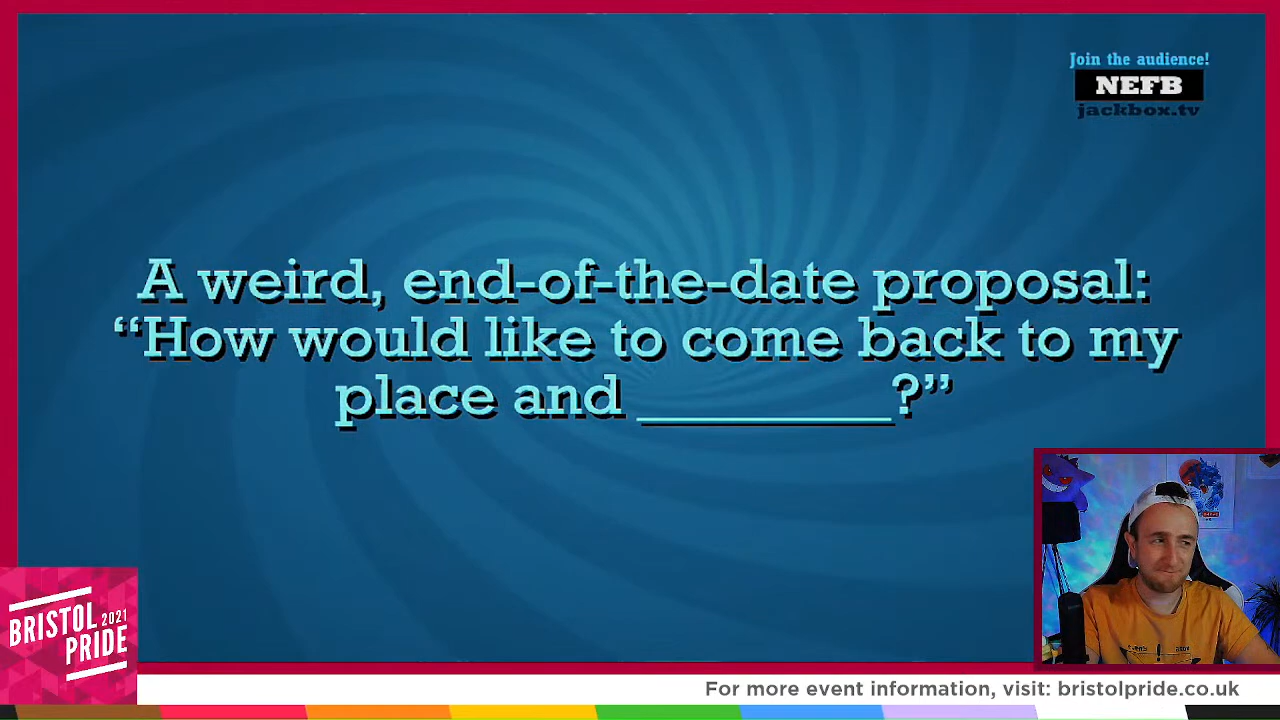 Join the audience!
NEFB
jackbox.tv
A weird, end-of-the-date proposal:
“How would like to come back to my
place and ________?”
BRISTOL 2021
PRIDE
For more event information, visit: bristolpride.co.uk